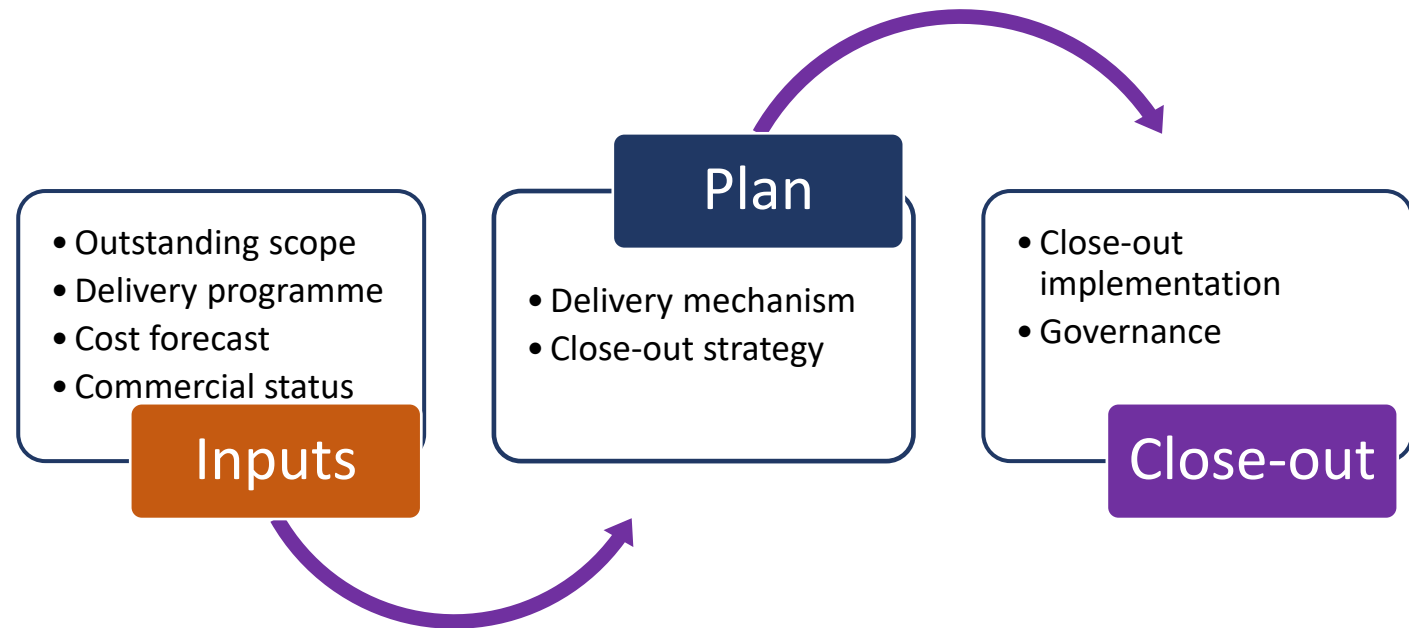 • Outstanding scope
• Delivery programme
• Cost forecast
• Commercial status
Inputs
Plan
• Delivery mechanism
• Close-out strategy
• Close-out
implementation
• Governance
Close-out